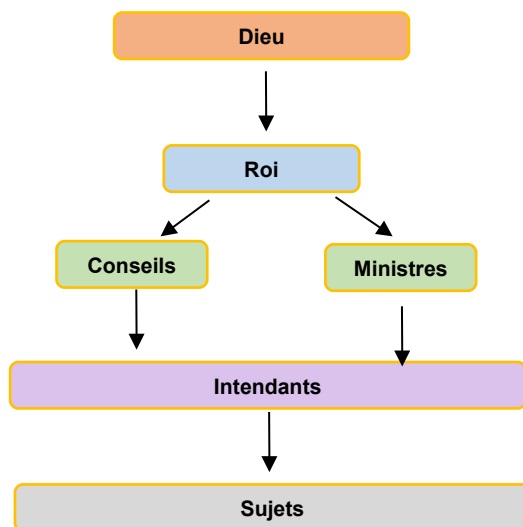 Dieu
Roi
Conseils
Ministres
Intendants
Sujets